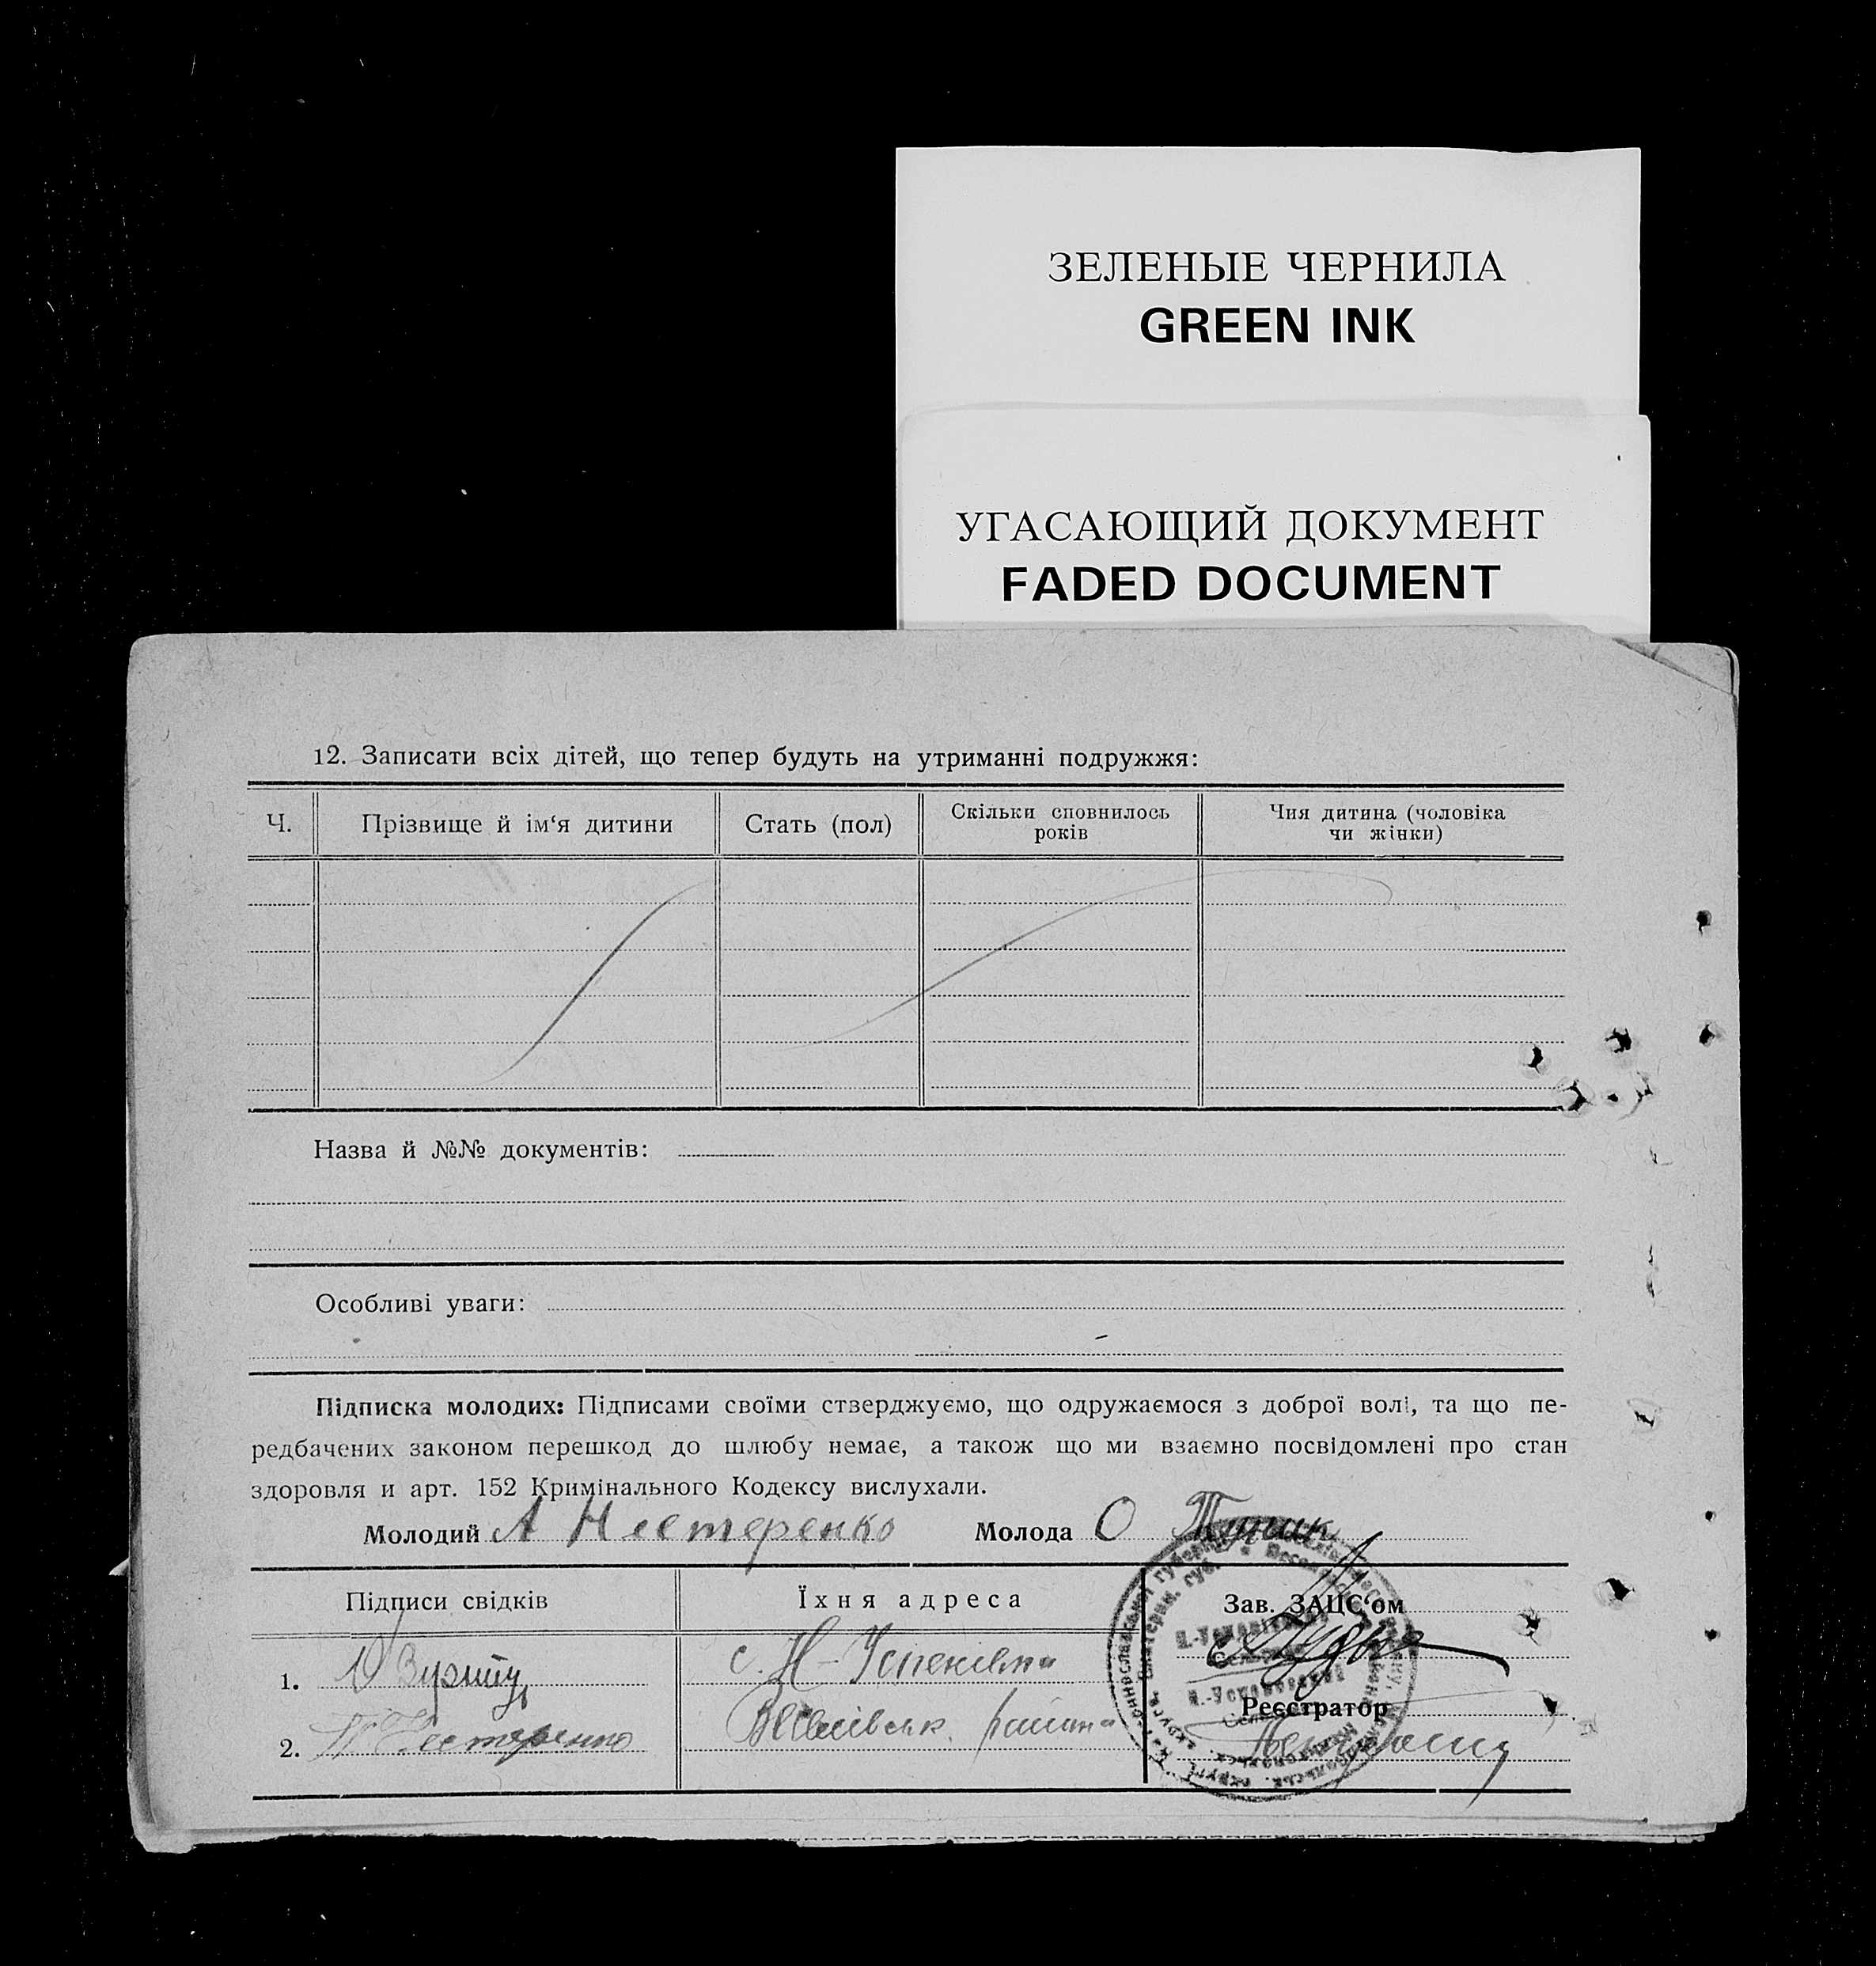 ЗЕЛЕНЫЕ ЧЕРНИЛА
GREEN INK
УГАСАЮЩИЙ ДОКУМЕНТ
FADED DOCUMENT
12. Записати всіх дітей, що тепер будуть на утриманні подружжя:
Ч. Прізвище й ім‘я дитини Стать (пол) Скільки сповнилось років Чия дитина (чоловіка чи жінки)
Назва й №№ документів:
Особливі уваги:
Підписка молодих: Підписами своїми стверджуємо, що одружаємося з доброї волі, та що пе-
редбачених законом перешкод до шлюбу немає, а також що ми взаємно посвідомлені про стан
здоровля и арт. 152 Кримінального Кодексу вислухали.
Молодий А Нестеренко Молода О
Підписи свідків Їхня адреса Зав. ЗАЦС‘ом
1. с. Н-
Реєстратор
2. Нестеренко района